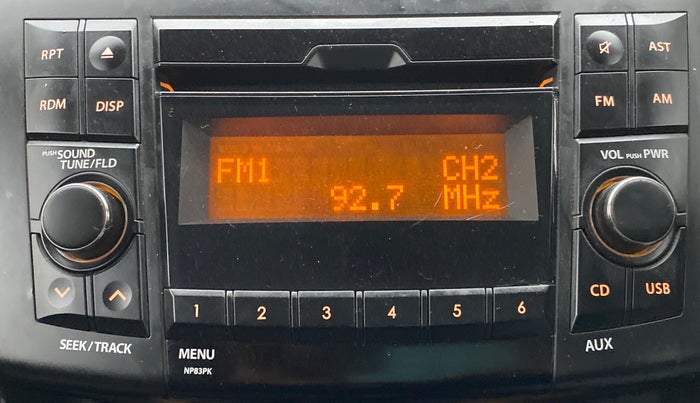 RPT
RDM DISP
PUSH SOUND
TUNE/FLD
SEEK/TRACK
FM1 CH2
92.7 MHz
1 2 3 4 5 6
MENU
NP83PK
AST
FM AM
VOL PUSH PWR
CD USB
AUX